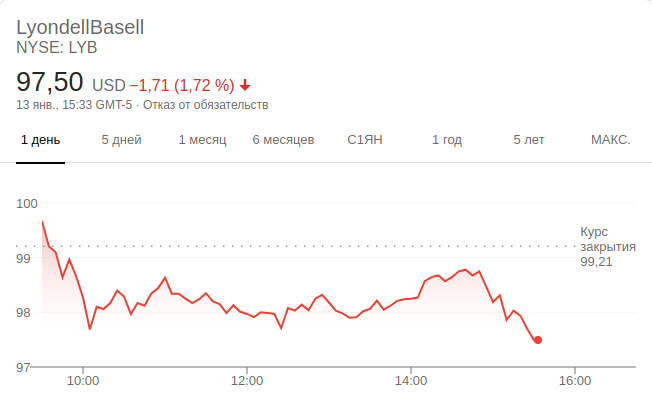 LyondellBasell
NYSE: LYB
97,50 USD −1,71 (1,72 %)
13 янв., 15:33 GMT-5 · Отказ от обязательств
1 день 5 дней 1 месяц 6 месяцев С1ЯН 1 год 5 лет МАКС.
100
Курс
закрытия
99,21
99
98
97
10:00 12:00 14:00 16:00